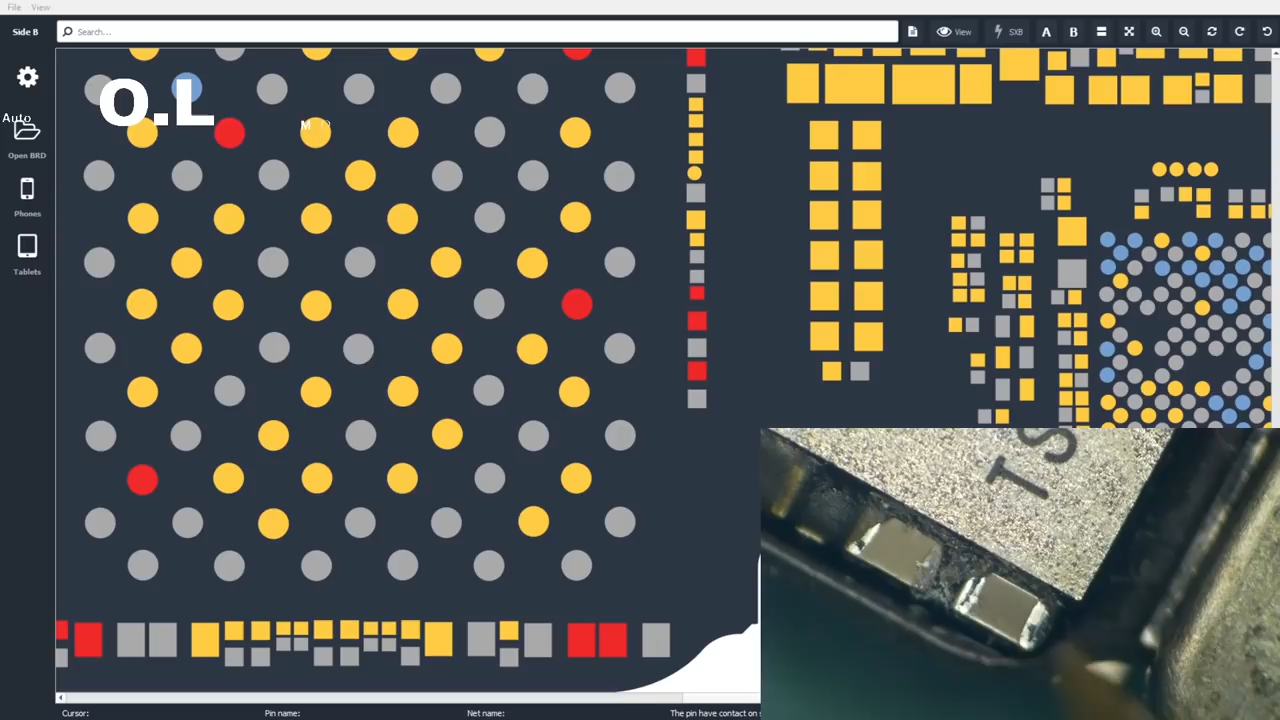 File View
Side B
Search...
View
SXB
A
B
O.L
Auto
M
Open BRD
Phones
Tablets
TS
Cursor:
Pin name:
Net name:
The pin have contact on